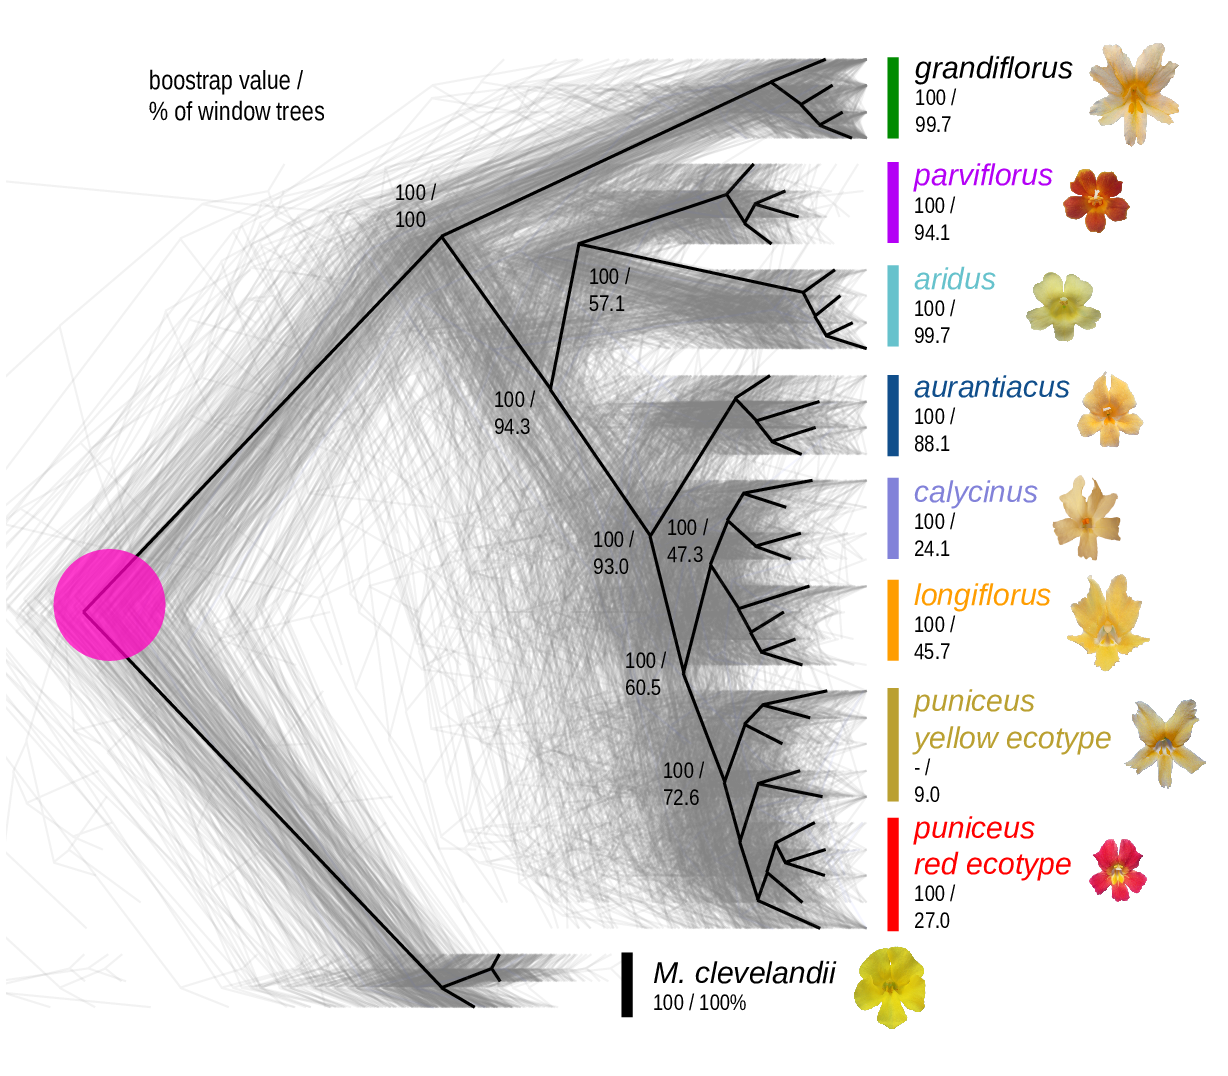 boostrap value /
% of window trees
grandiflorus
100 /
99.7
parviflorus
100 /
94.1
aridus
100 /
99.7
aurantiacus
100 /
88.1
calycinus
100 /
24.1
longiflorus
100 /
45.7
puniceus
yellow ecotype
- /
9.0
puniceus
red ecotype
100 /
27.0
M. clevelandii
100 / 100%
100 /
100
100 /
57.1
100 /
94.3
100 /
93.0
100 /
47.3
100 /
60.5
100 /
72.6